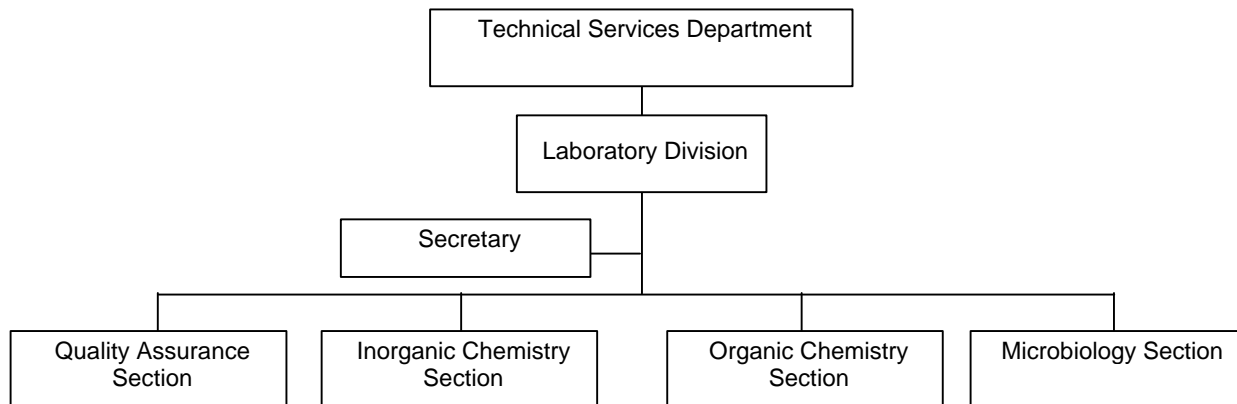 Technical Services Department
Laboratory Division
Secretary
Quality Assurance
Section
Inorganic Chemistry
Section
Organic Chemistry
Section
Microbiology Section